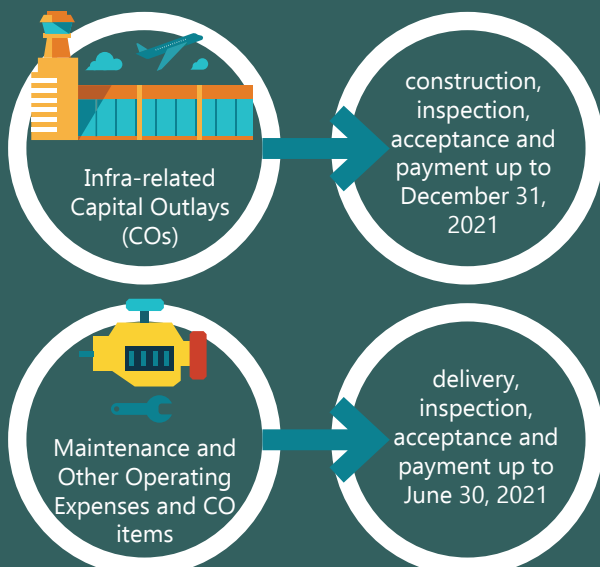 Infra-related
Capital Outlays
(COs)
construction,
inspection,
acceptance and
payment up to
December 31,
2021
Maintenance and
Other Operating
Expenses and CO
items
delivery,
inspection,
acceptance and
payment up to
June 30, 2021